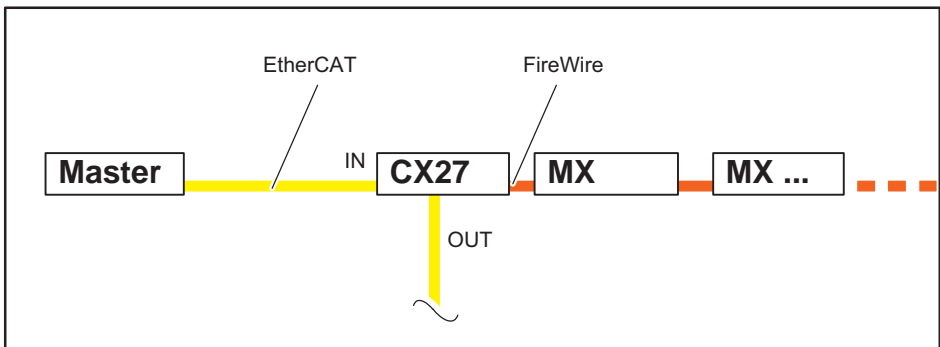 EtherCAT
FireWire
Master
IN
CX27
MX
MX ...
OUT